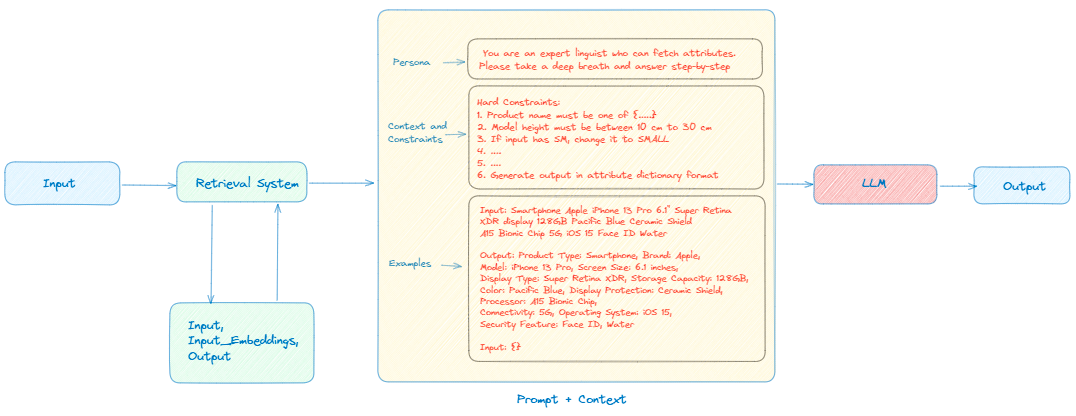 Input
Retrieval System
Input,
Input_Embeddings,
Output
Persona
You are an expert linguist who can fetch attributes.
Please take a deep breath and answer step-by-step
Context and
Constraints
Hard Constraints:
1. Product name must be one of {.....}
2. Model height must be between 10 cm to 30 cm
3. If input has SM, change it to SMALL
4. ....
5. ....
6. Generate output in attribute dictionary format
Examples
Input: Smartphone Apple iPhone 13 Pro 6.1" Super Retina
XDR display 128GB Pacific Blue Ceramic Shield
A15 Bionic Chip 5G iOS 15 Face ID Water
Output: Product Type: Smartphone, Brand: Apple,
Model: iPhone 13 Pro, Screen Size: 6.1 inches,
Display Type: Super Retina XDR, Storage Capacity: 128GB,
Color: Pacific Blue, Display Protection: Ceramic Shield,
Processor: A15 Bionic Chip,
Connectivity: 5G, Operating System: iOS 15,
Security Feature: Face ID, Water
Input: {}
Prompt + Context
LLM
Output